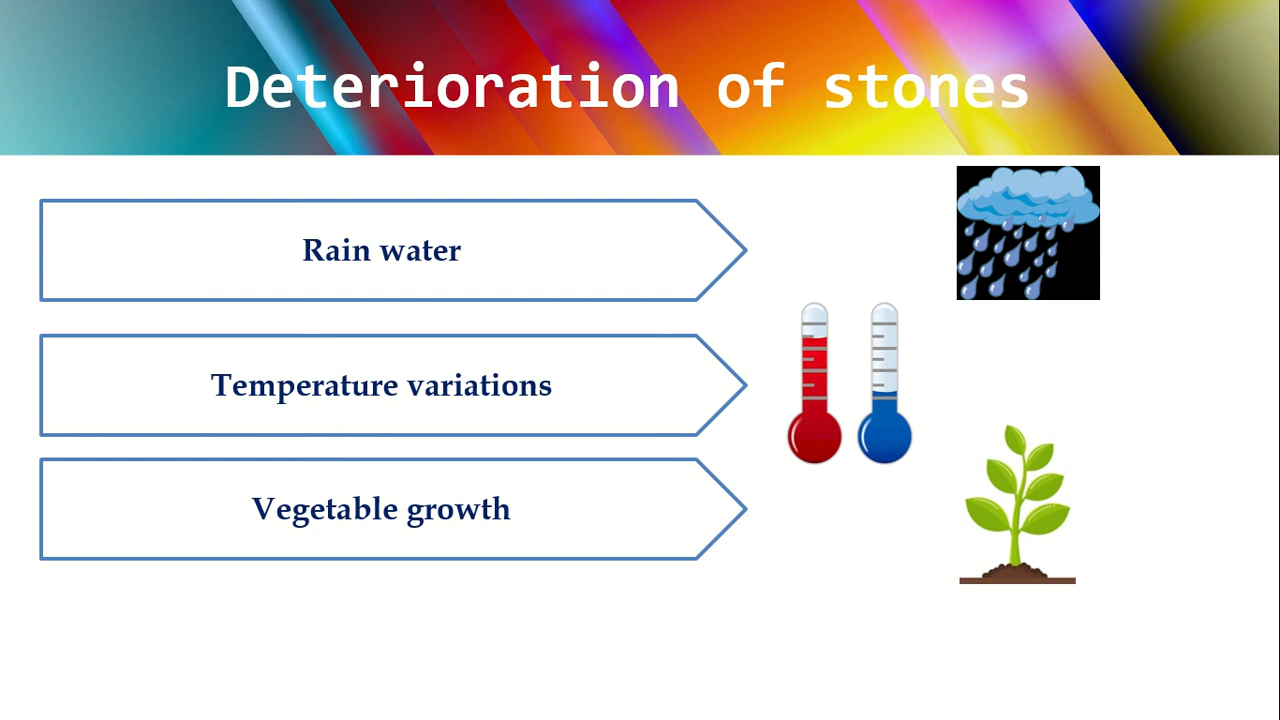 Deterioration of stones
Rain water
Temperature variations
Vegetable growth